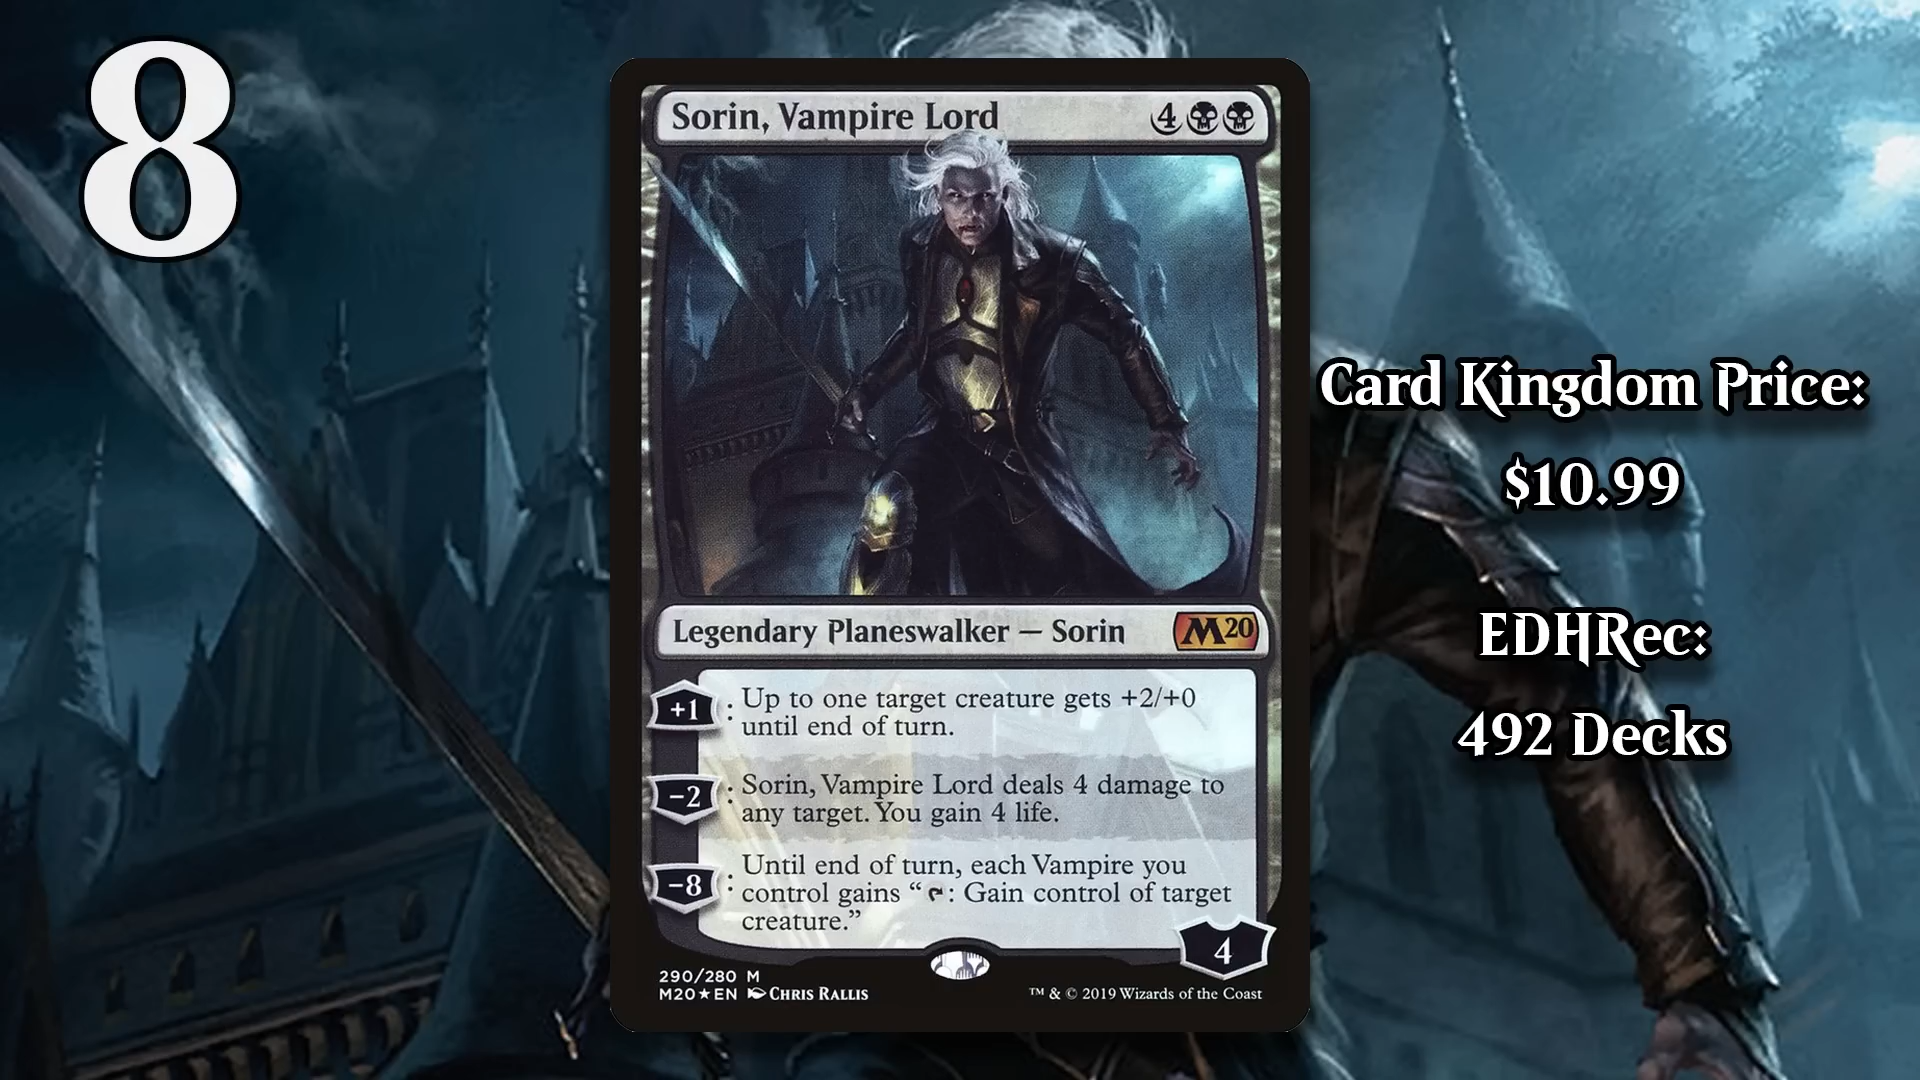 8
Sorin, Vampire Lord 4
Legendary Planeswalker — Sorin M20
+1: Up to one target creature gets +2/+0
until end of turn.
−2: Sorin, Vampire Lord deals 4 damage to
any target. You gain 4 life.
−8: Until end of turn, each Vampire you
control gains “ : Gain control of target
creature.”
4
290/280 M
M20★EN Chris Rallis
™ & © 2019 Wizards of the Coast
Card Kingdom Price:
$10.99
EDHRec:
492 Decks